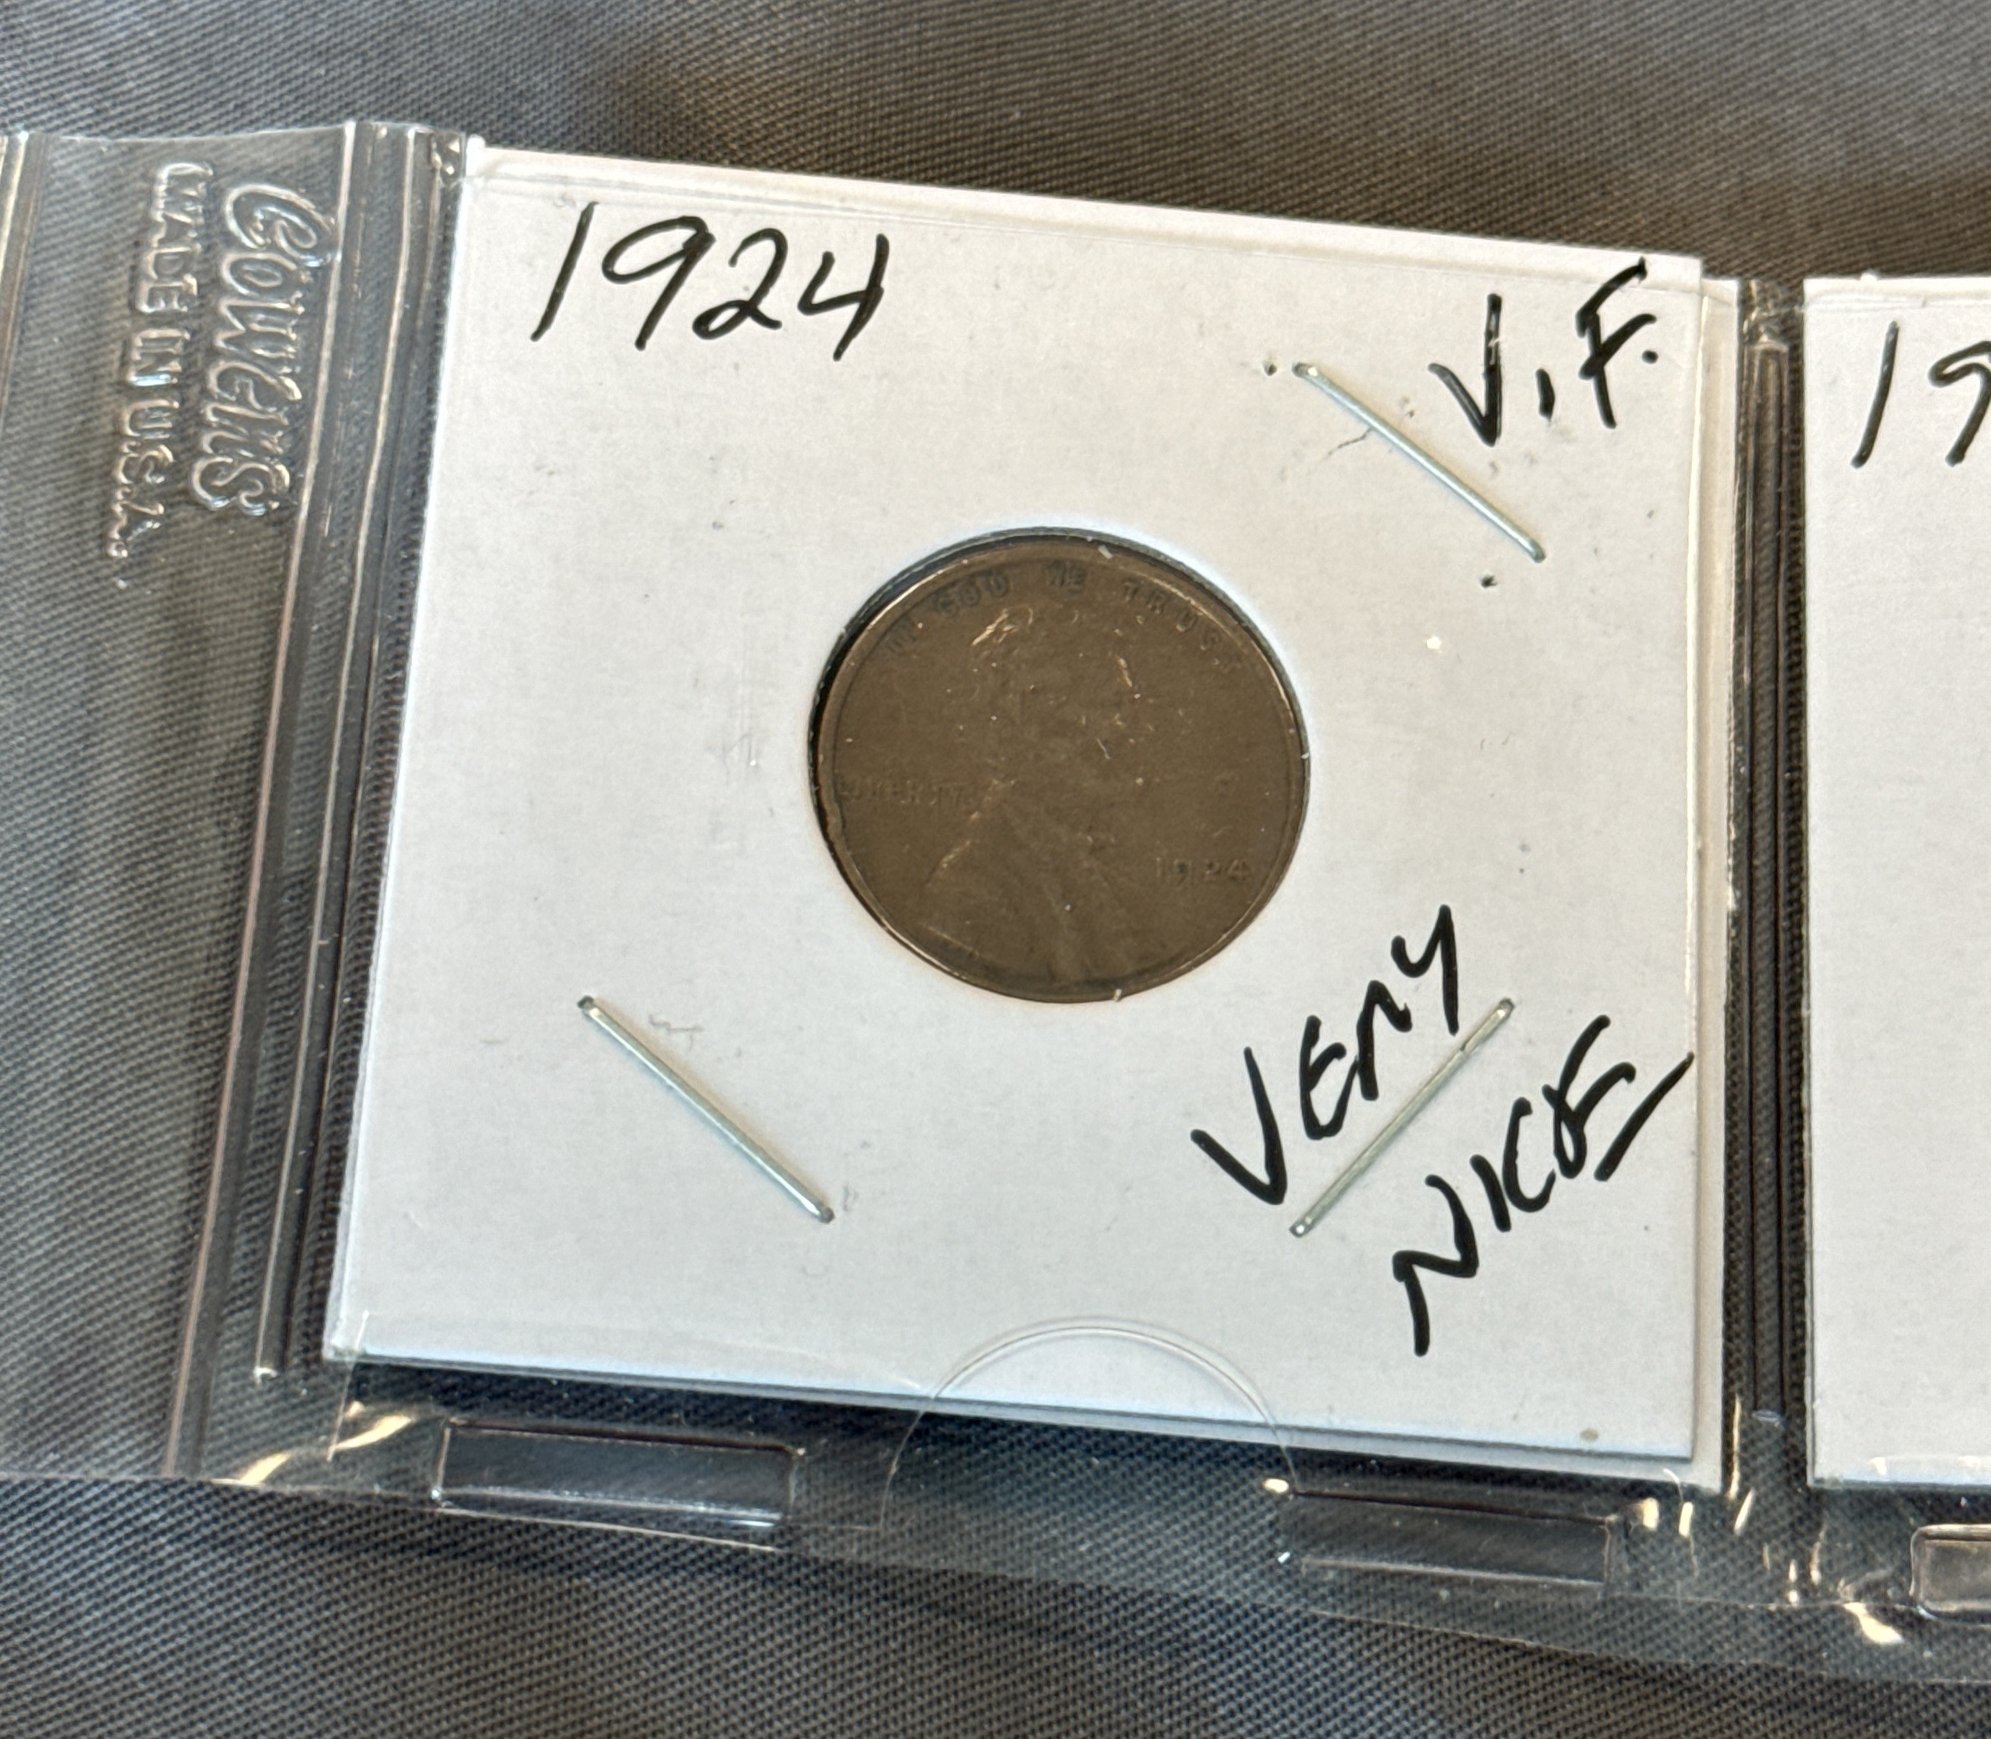 Cowens
MADE IN U.S.A.
1924
V.F.
19
IN GOD WE TRUST
LIBERTY
1924
VERY
NICE